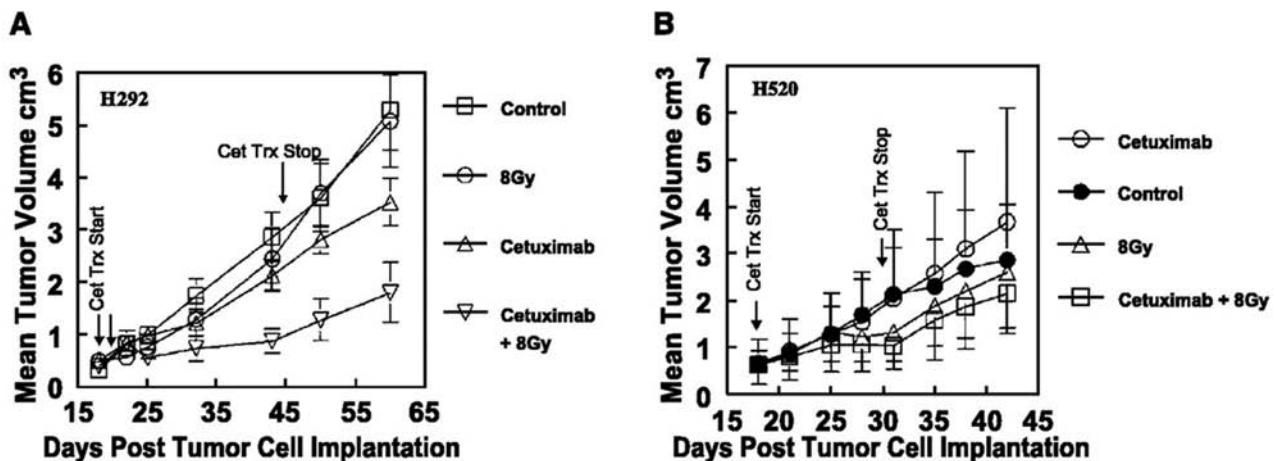 A
Mean Tumor Volume cm³
6
5
4
3
2
1
0
H292
Cet Trx Start
Cet Trx Stop
15 25 35 45 55 65
Days Post Tumor Cell Implantation
Control
8Gy
Cetuximab
Cetuximab
+ 8Gy
B
Mean Tumor Volume cm³
7
6
5
4
3
2
1
0
H520
Cet Trx Start
Cet Trx Stop
15 20 25 30 35 40 45
Days Post Tumor Cell Implantation
Cetuximab
Control
8Gy
Cetuximab + 8Gy